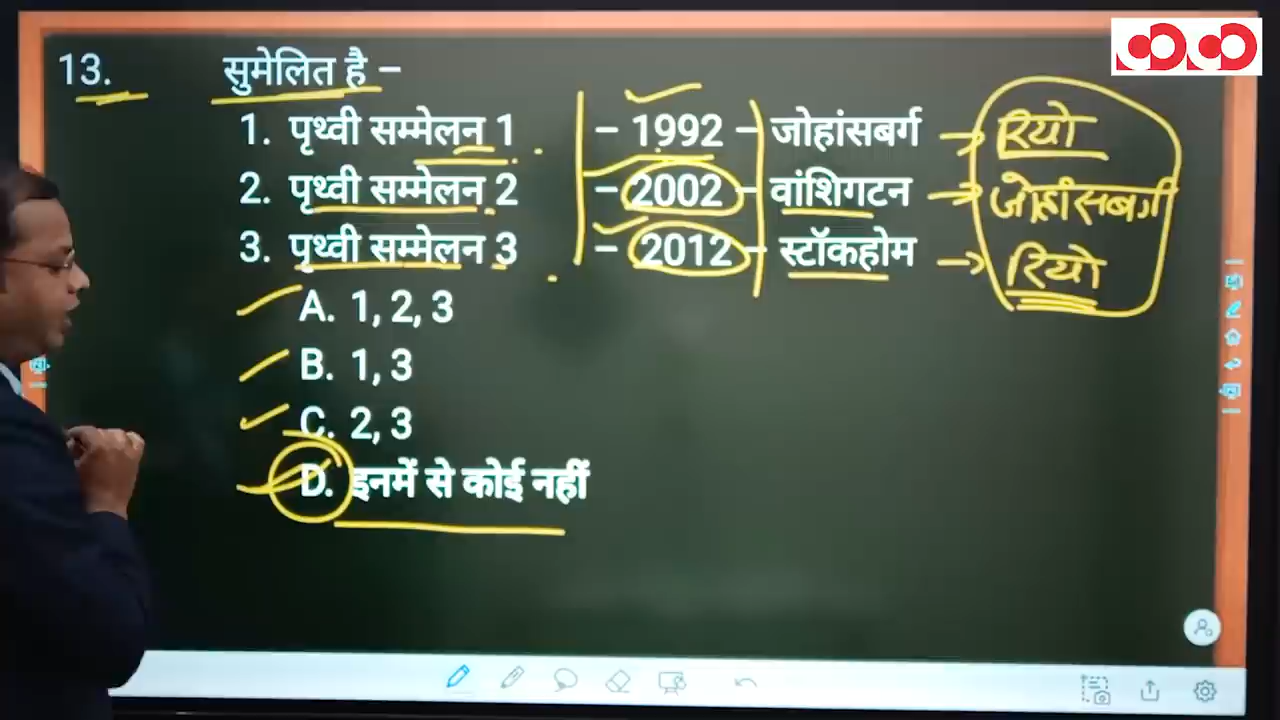 13. सुमेलित है –
1. पृथ्वी सम्मेलन 1 – 1992 – जोहांसबर्ग → रियो
2. पृथ्वी सम्मेलन 2 – 2002 – वांशिगटन → जोहांसबर्ग
3. पृथ्वी सम्मेलन 3 – 2012 – स्टॉकहोम → रियो
A. 1, 2, 3
B. 1, 3
C. 2, 3
D. इनमें से कोई नहीं